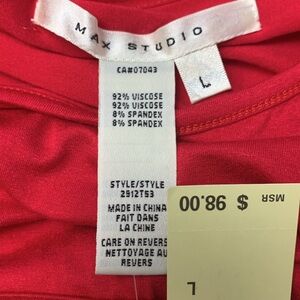 MAX STUDIO
L
CA#07043
92% VISCOSE
92% VISCOSE
8% SPANDEX
8% SPANDEX
STYLE/STYLE
2912T53
MADE IN CHINA
FAIT DANS
LA CHINE
CARE ON REVERS
NETTOYAGE AU
REVERS
MSR $ 98.00
L